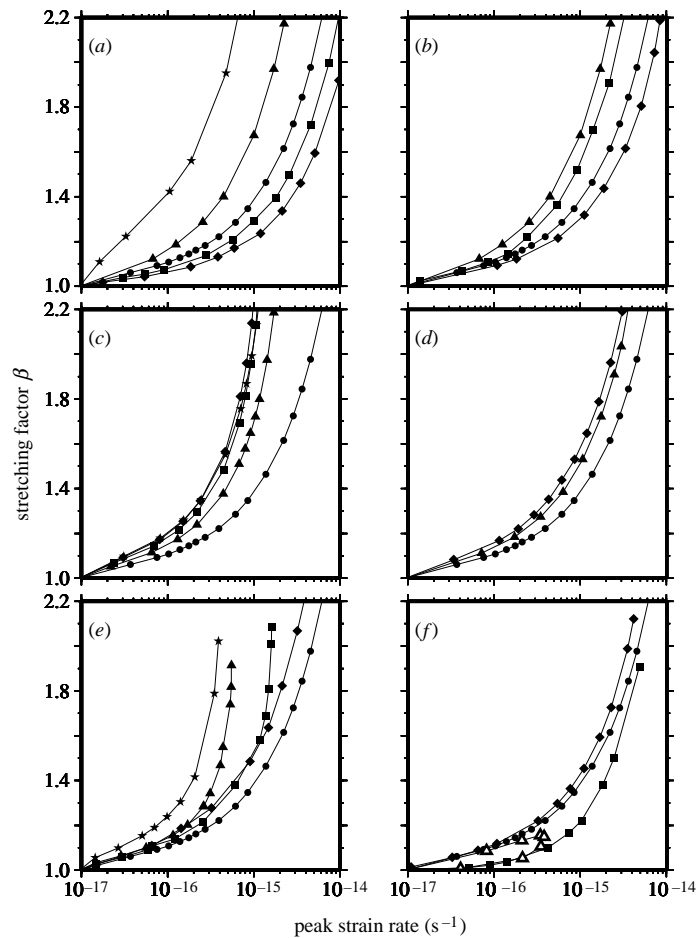 2.2
(a)
(b)
1.8
1.4
1.0
2.2
(c)
(d)
1.8
1.4
1.0
stretching factor β
2.2
(e)
(f)
1.8
1.4
1.0
10⁻¹⁷ 10⁻¹⁶ 10⁻¹⁵ 10⁻¹⁴ 10⁻¹⁶ 10⁻¹⁵ 10⁻¹⁴
peak strain rate (s⁻¹)